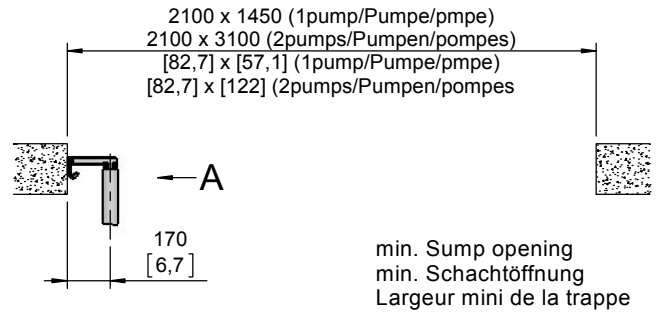 2100 x 1450 (1pump/Pumpe/pmpe)
2100 x 3100 (2pumps/Pumpen/pompes)
[82,7] x [57,1] (1pump/Pumpe/pmpe)
[82,7] x [122] (2pumps/Pumpen/pompes
A
170
[6,7]
min. Sump opening
min. Schachtöffnung
Largeur mini de la trappe